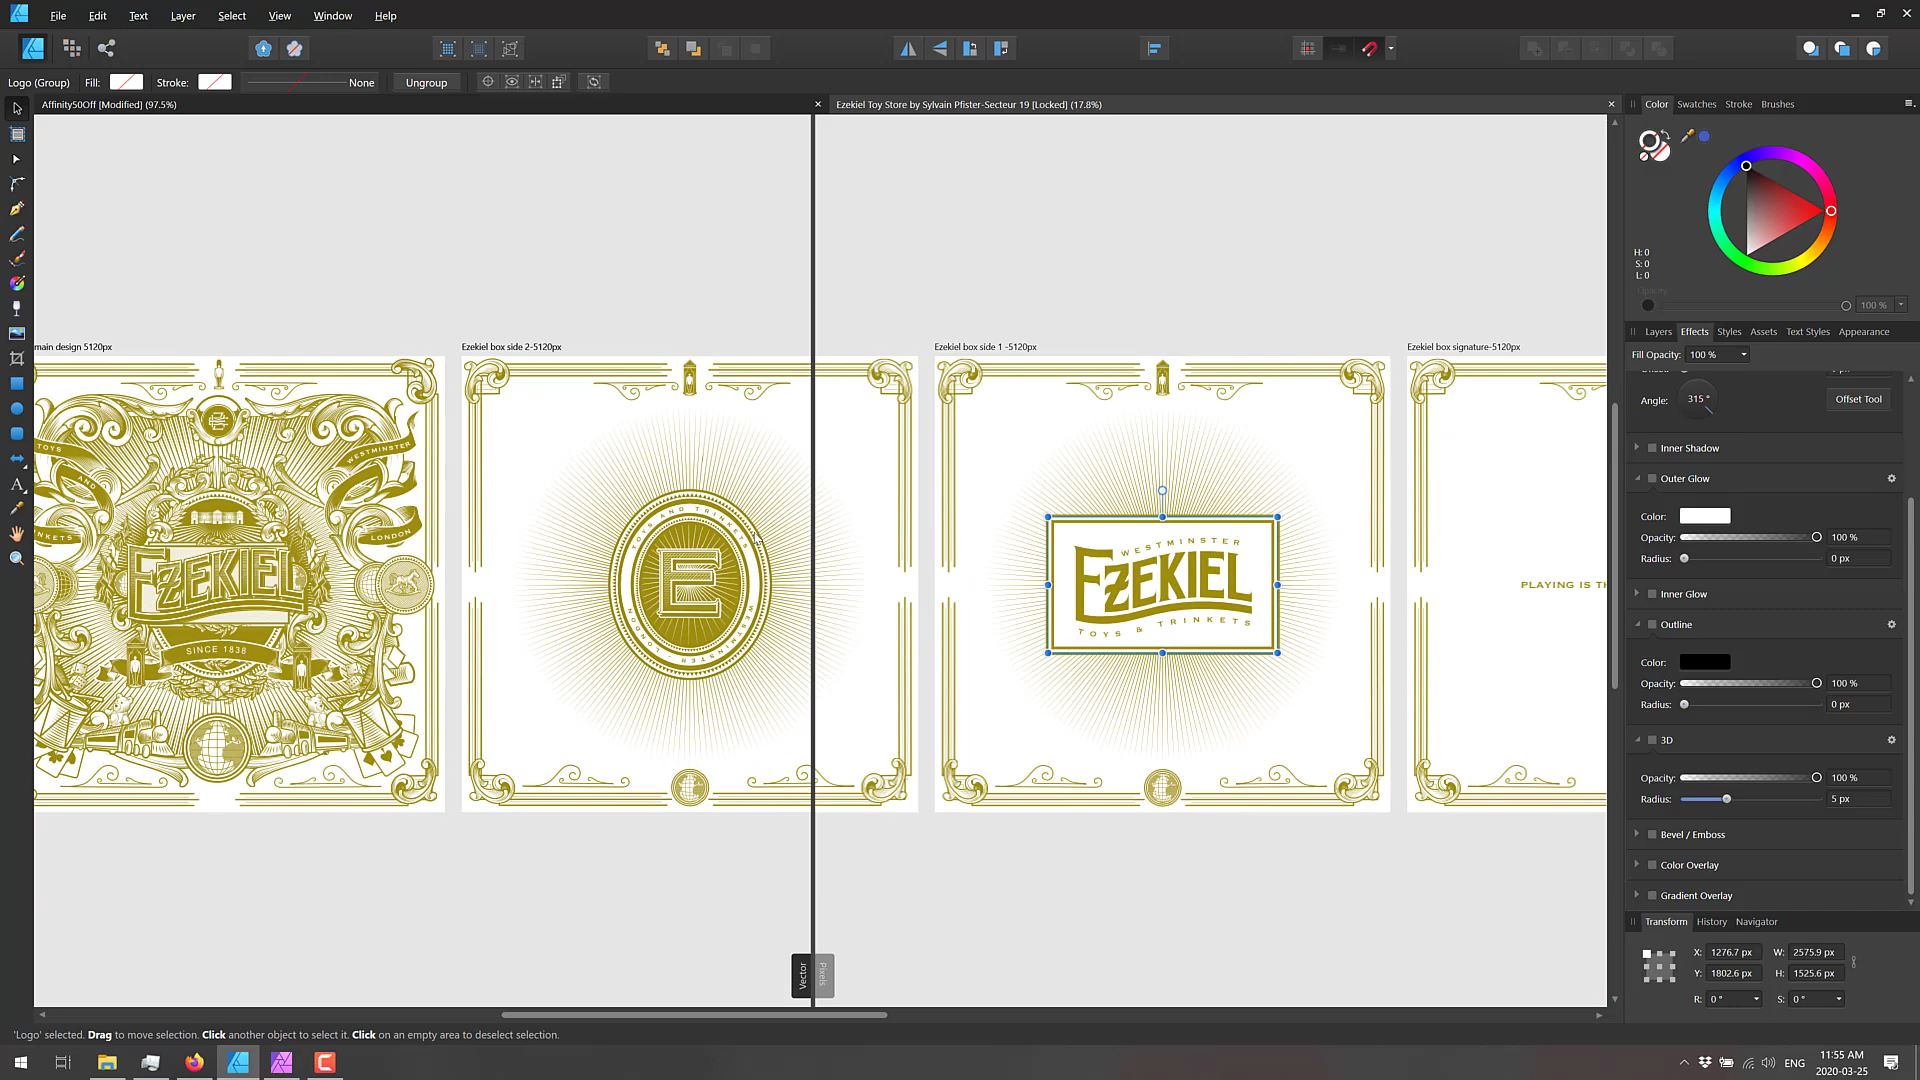 File Edit Text Layer Select View Window Help
Logo (Group) Fill: Stroke: None Ungroup
Affinity50Off [Modified] (97.5%)
Ezekiel Toy Store by Sylvain Pfister-Secteur 19 [Locked] (17.8%)
Color Swatches Stroke Brushes
H: 0
S: 0
L: 0
Opacity 100 %
Layers Effects Styles Assets Text Styles Appearance
Fill Opacity: 100 %
Angle: 315 ° Offset Tool
Inner Shadow
Outer Glow
Color:
Opacity: 100 %
Radius: 0 px
Inner Glow
Outline
Color:
Opacity: 100 %
Radius: 0 px
3D
Opacity: 100 %
Radius: 5 px
Bevel / Emboss
Color Overlay
Gradient Overlay
Transform History Navigator
X: 1276.7 px W: 2575.9 px
Y: 1802.6 px H: 1525.6 px
R: 0 ° S: 0 °
main design 5120px
TOYS
AND
WESTMINSTER
LONDON
EZEKIEL
SINCE 1838
Ezekiel box side 2-5120px
TOYS AND TRINKETS
E
WESTMINSTER - LONDON
Ezekiel box side 1 -5120px
WESTMINSTER
EZEKIEL
TOYS & TRINKETS
Ezekiel box signature-5120px
PLAYING IS TH
Vector
Pixels
'Logo' selected. Drag to move selection. Click another object to select it. Click on an empty area to deselect selection.
ENG
11:55 AM
2020-03-25